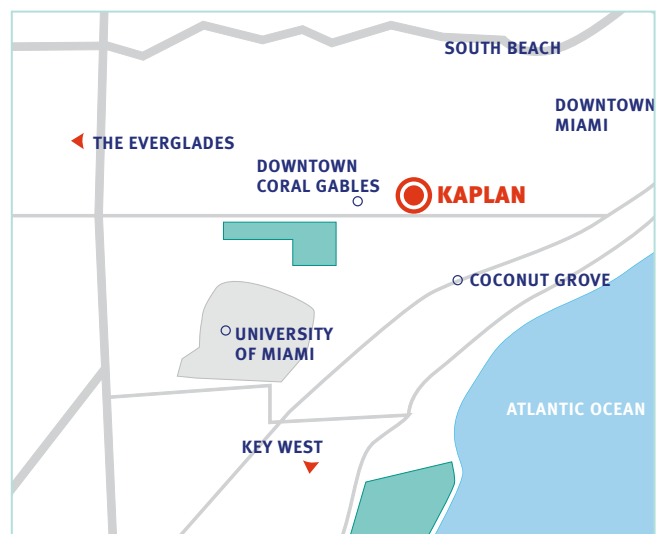 SOUTH BEACH
DOWNTOWN
MIAMI
THE EVERGLADES
DOWNTOWN
CORAL GABLES
KAPLAN
COCONUT GROVE
UNIVERSITY
OF MIAMI
ATLANTIC OCEAN
KEY WEST